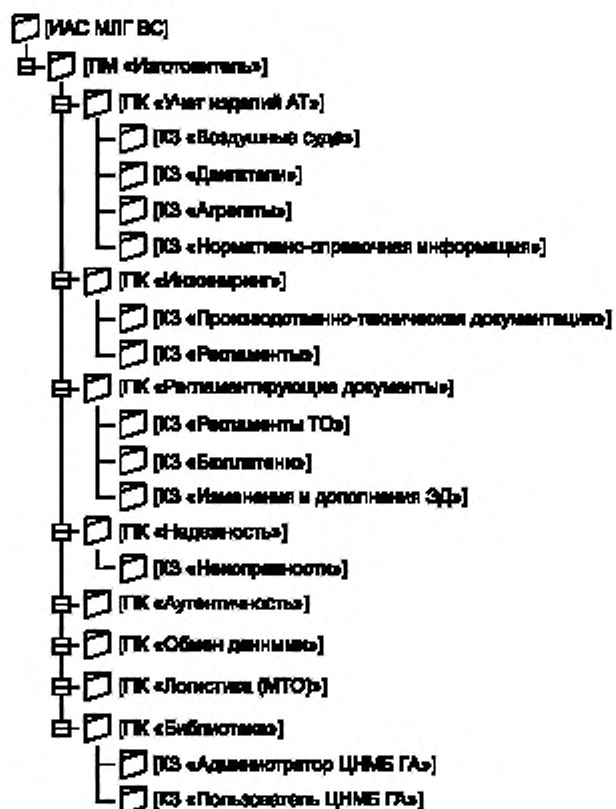 [ИАС МЛГ ВС]
[ПМ «Изготовитель»]
[ПК «Учет изделий АТ»]
[КЗ «Воздушные суда»]
[КЗ «Двигатели»]
[КЗ «Агрегаты»]
[КЗ «Нормативно-справочная информация»]
[ПК «Инжиниринг»]
[КЗ «Производственно-техническая документация»]
[КЗ «Регламенты»]
[ПК «Регламентирующие документы»]
[КЗ «Регламенты ТО»]
[КЗ «Бюллетени»]
[КЗ «Изменения и дополнения ЭД»]
[ПК «Надежность»]
[КЗ «Неисправности»]
[ПК «Аутентичность»]
[ПК «Обмен данными»]
[ПК «Логистика (МТО)»]
[ПК «Библиотека»]
[КЗ «Администратор ЦНМБ ГА»]
[КЗ «Пользователь ЦНМБ ГА»]